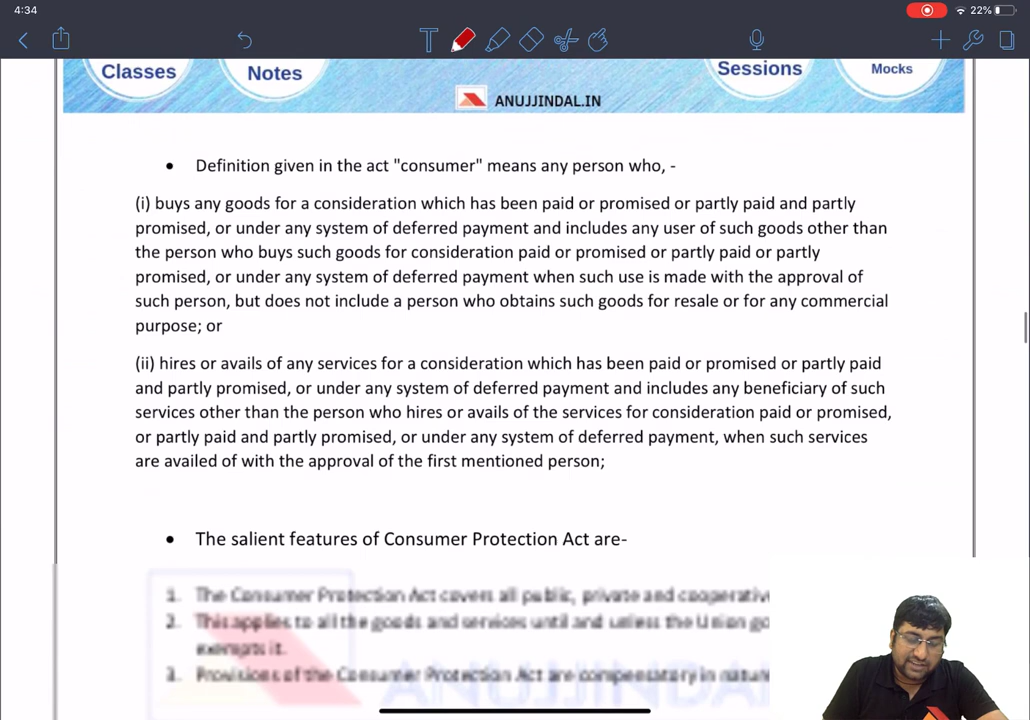 4:34
22%
Classes
Notes
Sessions
Mocks
ANUJJINDAL.IN
• Definition given in the act "consumer" means any person who, -
(i) buys any goods for a consideration which has been paid or promised or partly paid and partly
promised, or under any system of deferred payment and includes any user of such goods other than
the person who buys such goods for consideration paid or promised or partly paid or partly
promised, or under any system of deferred payment when such use is made with the approval of
such person, but does not include a person who obtains such goods for resale or for any commercial
purpose; or
(ii) hires or avails of any services for a consideration which has been paid or promised or partly paid
and partly promised, or under any system of deferred payment and includes any beneficiary of such
services other than the person who hires or avails of the services for consideration paid or promised,
or partly paid and partly promised, or under any system of deferred payment, when such services
are availed of with the approval of the first mentioned person;
• The salient features of Consumer Protection Act are-
1. The Consumer Protection Act covers all public, private and cooperativ
2. This applies to all the goods and services until and unless the Union go
exempts it.
3. Provisions of the Consumer Protection Act are compensatory in natur
ANUJJINDA